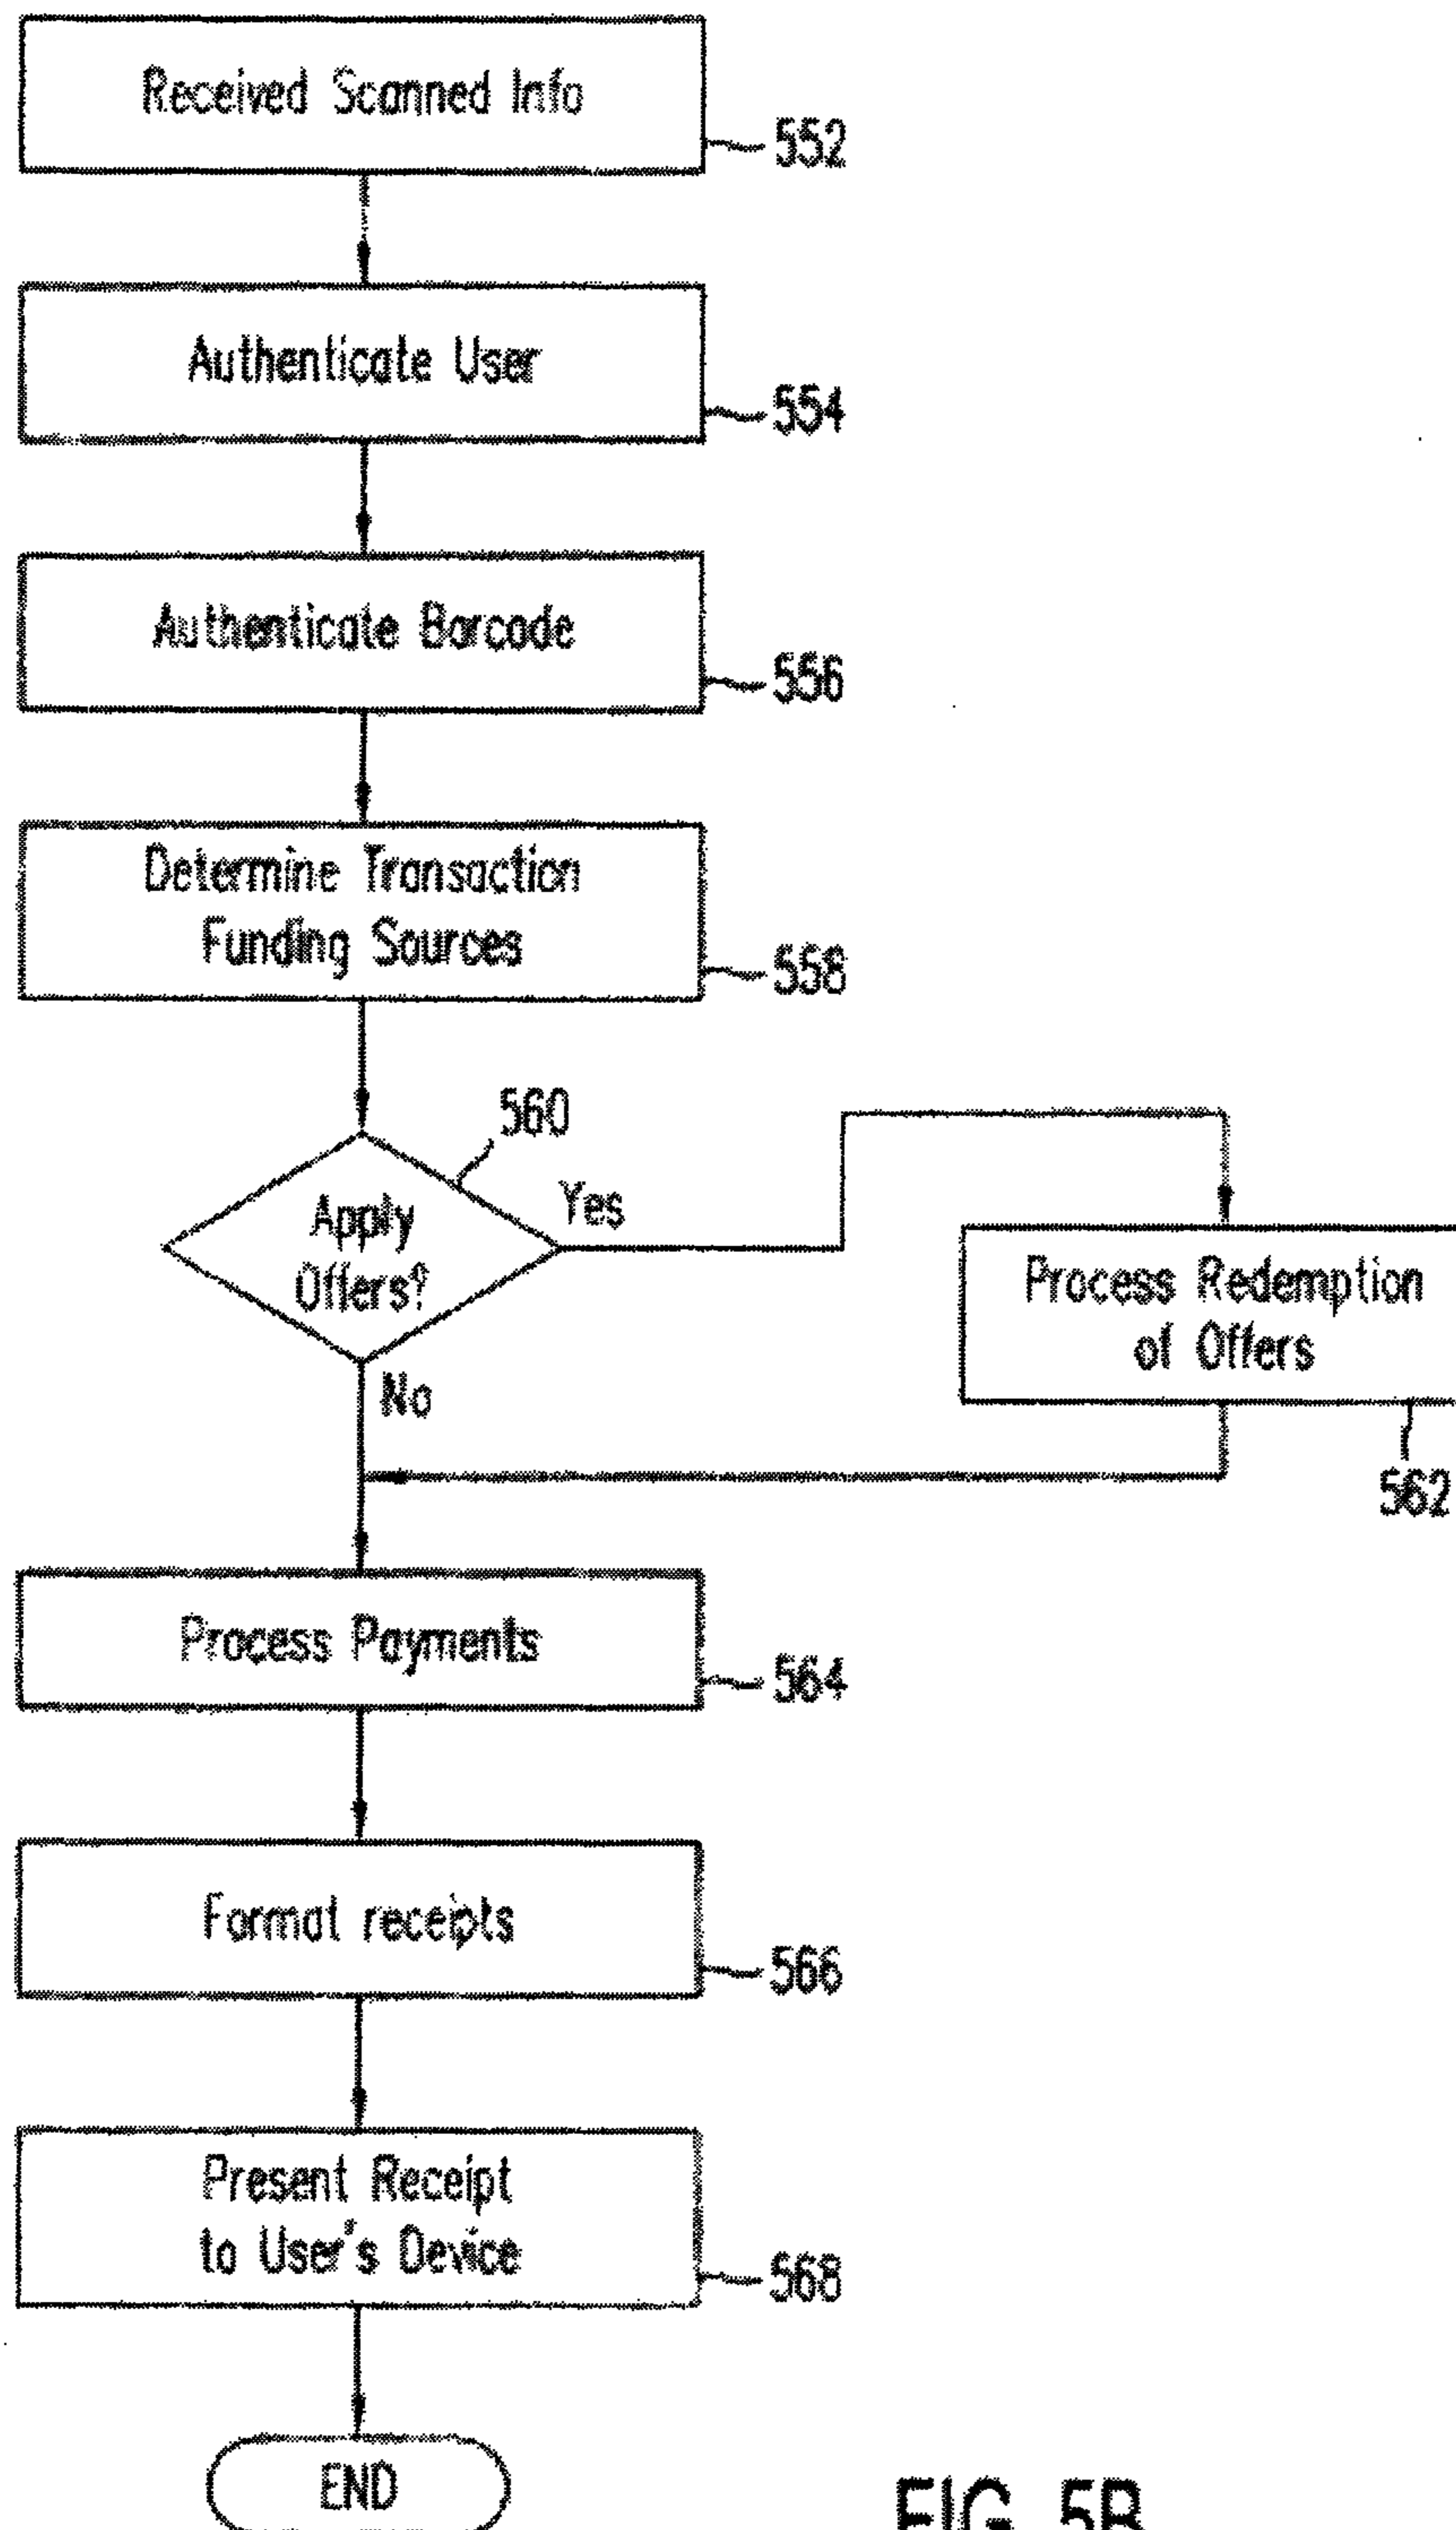 Received Scanned Info
552
Authenticate User
554
Authenticate Barcode
556
Determine Transaction
Funding Sources
558
560
Apply
Offers?
Yes
No
Process Redemption
of Offers
562
Process Payments
564
Format receipts
566
Present Receipt
to User's Device
568
END
FIG. 5B